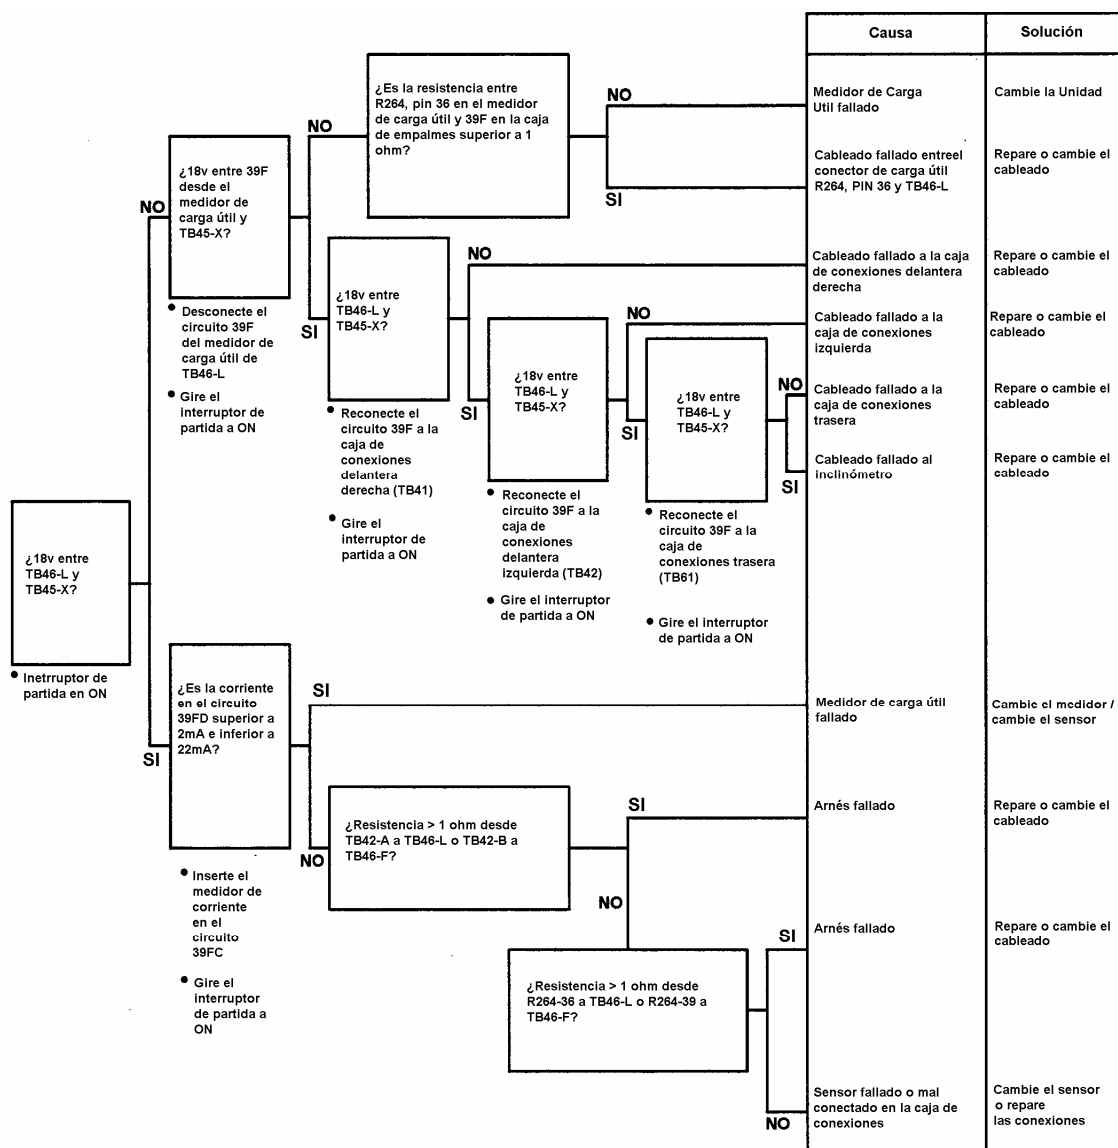 Causa
Solución
¿Es la resistencia entre
R264, pin 36 en el medidor
de carga útil y 39F en la caja
de empalmes superior a 1
ohm?
NO
Medidor de Carga
Util fallado
Cambie la Unidad
SI
Cableado fallado entreel
conector de carga útil
R264, PIN 36 y TB46-L
Repare o cambie el
cableado
NO
¿18v entre 39F
desde el
medidor de
carga útil y
TB45-X?
NO
● Desconecte el
circuito 39F
del medidor de
carga útil de
TB46-L
● Gire el
interruptor de
partida a ON
SI
¿18v entre
TB46-L y
TB45-X?
● Reconecte el
circuito 39F a la
caja de
conexiones
delantera
derecha (TB41)
● Gire el
interruptor de
partida a ON
NO
Cableado fallado a la caja
de conexiones delantera
derecha
Repare o cambie el
cableado
SI
¿18v entre
TB46-L y
TB45-X?
● Reconecte el
circuito 39F a la
caja de
conexiones
delantera
izquierda (TB42)
● Gire el interruptor
de partida a ON
NO
Cableado fallado a la
caja de conexiones
izquierda
Repare o cambie el
cableado
SI
¿18v entre
TB46-L y
TB45-X?
● Reconecte el
circuito 39F a la
caja de
conexiones trasera
(TB61)
● Gire el interruptor
de partida a ON
NO
Cableado fallado a la
caja de conexiones
trasera
Repare o cambie el
cableado
SI
Cableado fallado al
inclinómetro
Repare o cambie el
cableado
¿18v entre
TB46-L y
TB45-X?
● Inetrruptor de
partida en ON
SI
¿Es la corriente
en el circuito
39FD superior a
2mA e inferior a
22mA?
● Inserte el
medidor de
corriente
en el
circuito
39FC
● Gire el
interruptor
de partida a
ON
SI
Medidor de carga útil
fallado
Cambie el medidor /
cambie el sensor
NO
¿Resistencia > 1 ohm desde
TB42-A a TB46-L o TB42-B a
TB46-F?
SI
Arnés fallado
Repare o cambie el
cableado
NO
¿Resistencia > 1 ohm desde
R264-36 a TB46-L o R264-39 a
TB46-F?
SI
Arnés fallado
Repare o cambie el
cableado
NO
Sensor fallado o mal
conectado en la caja de
conexiones
Cambie el sensor
o repare
las conexiones